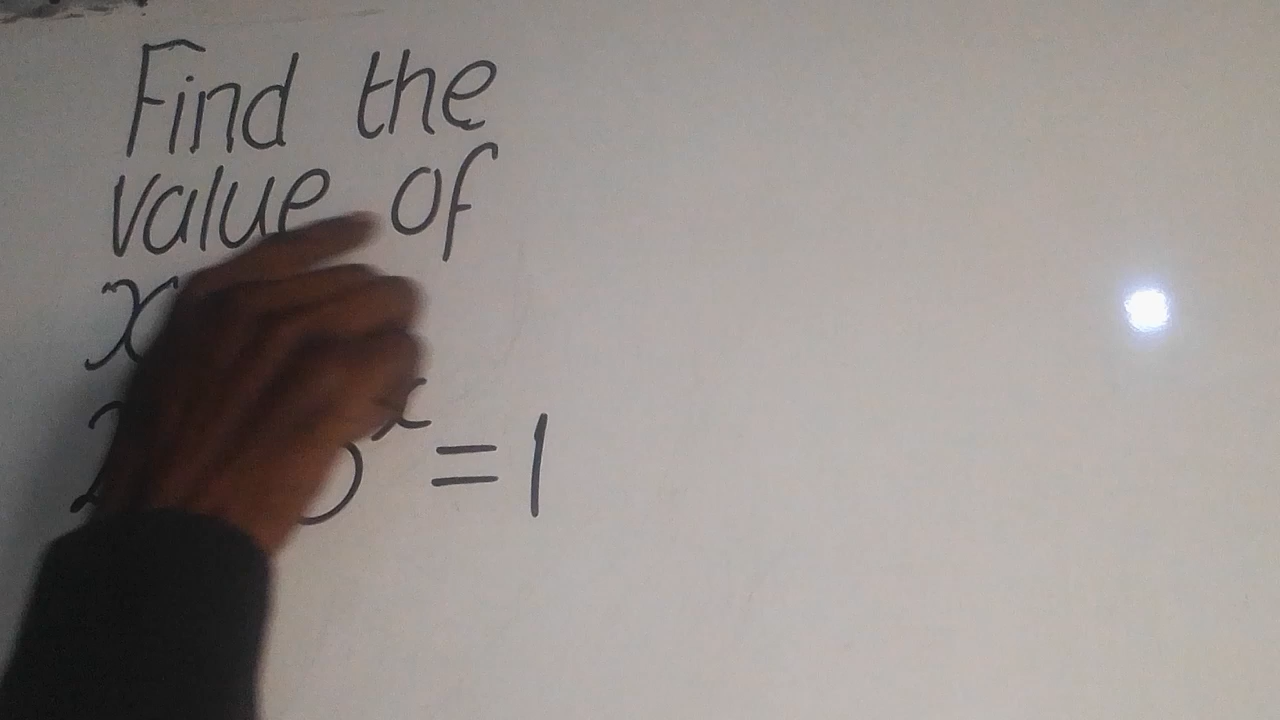 Find the
value of
x
x = 1